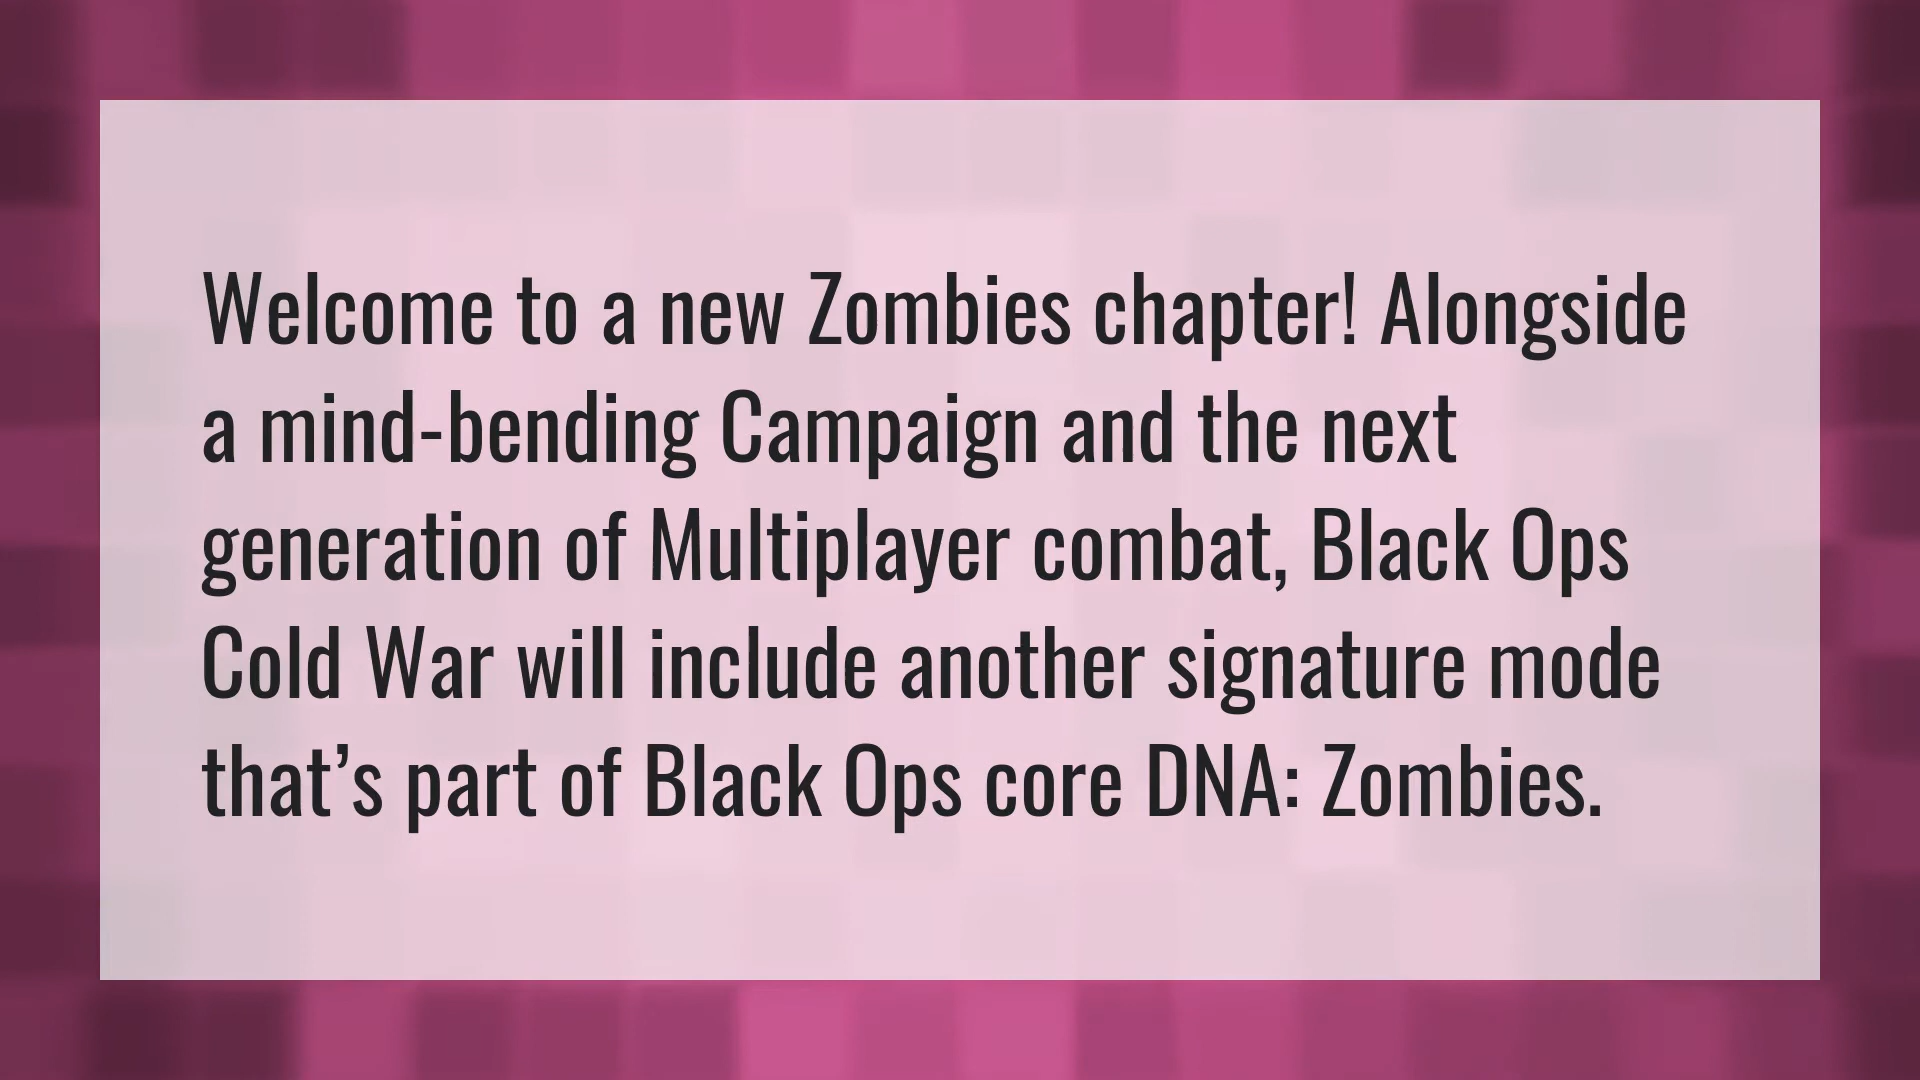 Welcome to a new Zombies chapter! Alongside
a mind-bending Campaign and the next
generation of Multiplayer combat, Black Ops
Cold War will include another signature mode
that’s part of Black Ops core DNA: Zombies.